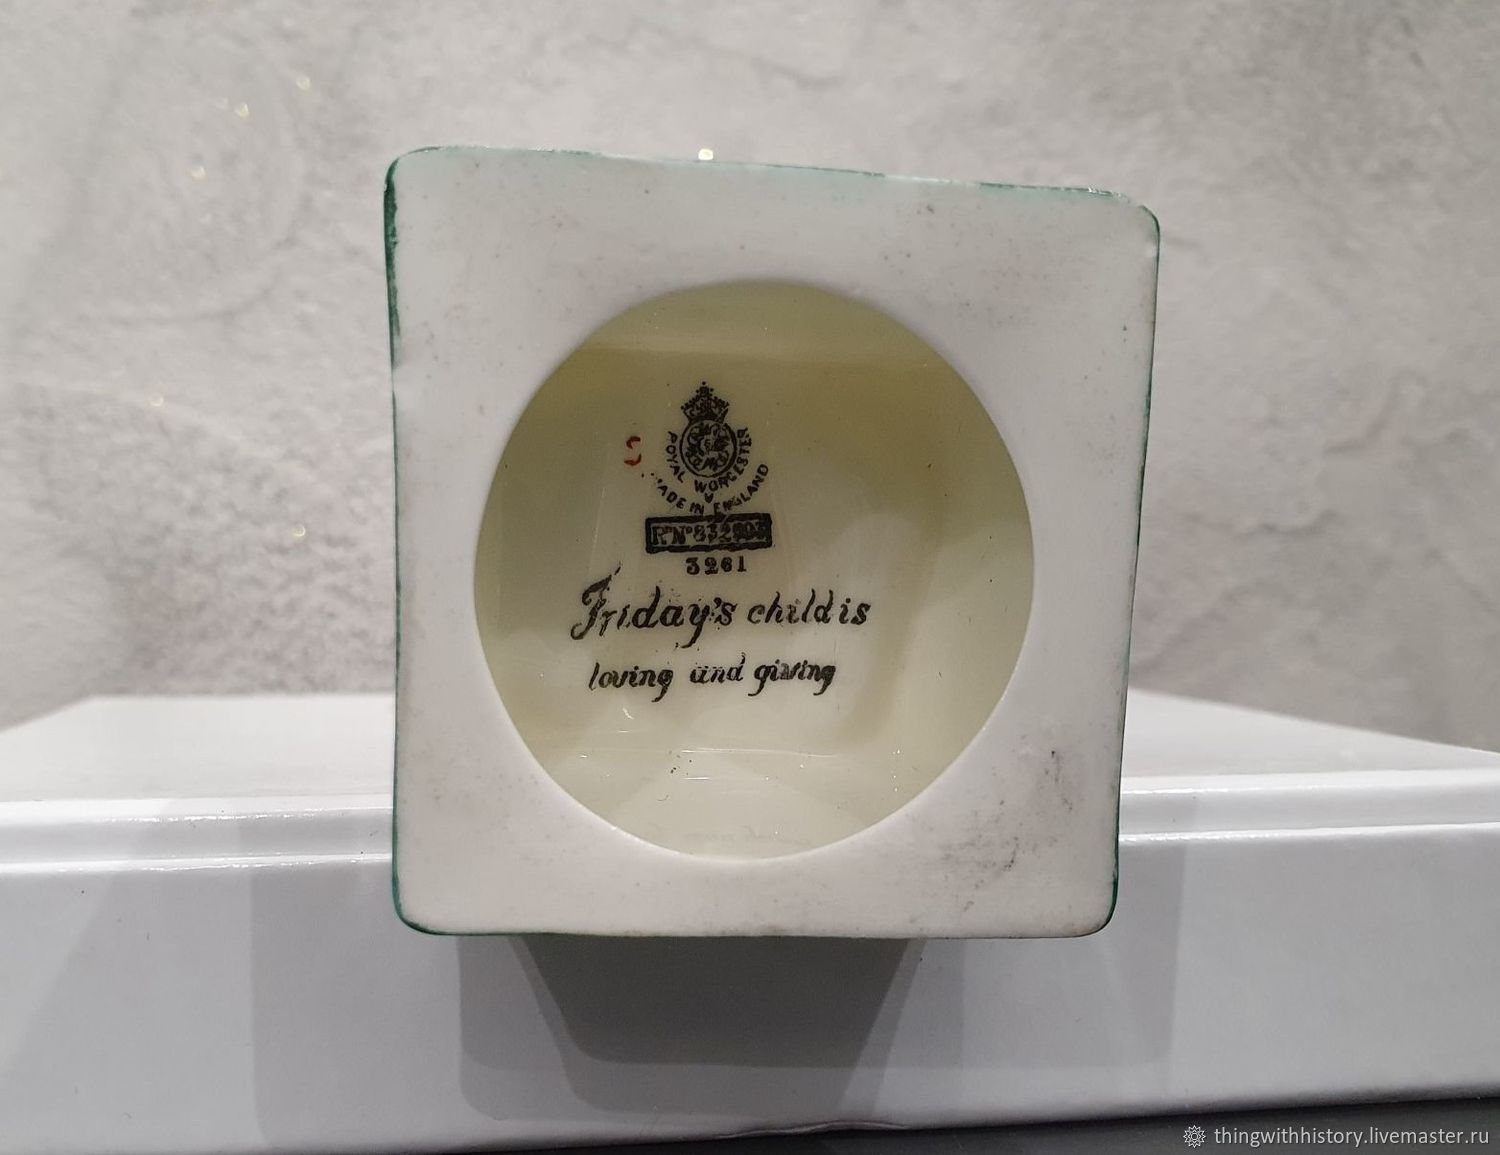 S
ROYAL WORCESTER
MADE IN ENGLAND
3261
Friday's child is
loving and giving
thingwithhistory.livemaster.ru